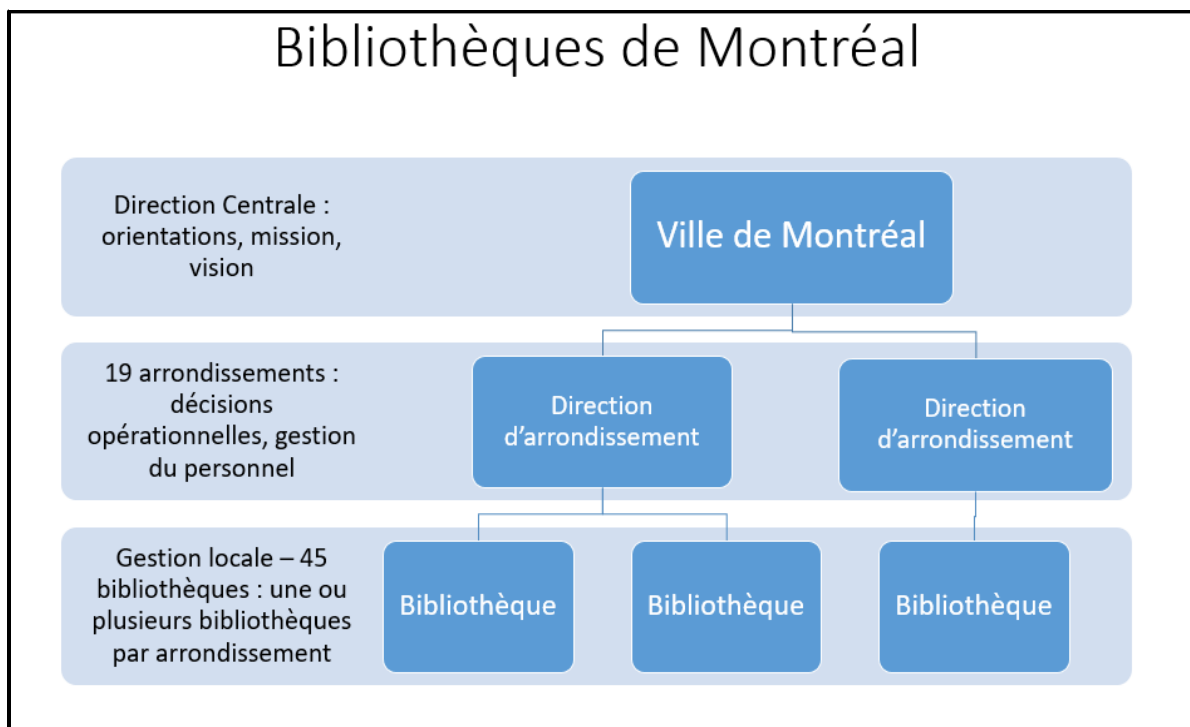 Bibliothèques de Montréal
Direction Centrale :
orientations, mission,
vision
Ville de Montréal
19 arrondissements :
décisions
opérationnelles, gestion
du personnel
Direction
d’arrondissement
Direction
d’arrondissement
Gestion locale – 45
bibliothèques : une ou
plusieurs bibliothèques
par arrondissement
Bibliothèque
Bibliothèque
Bibliothèque